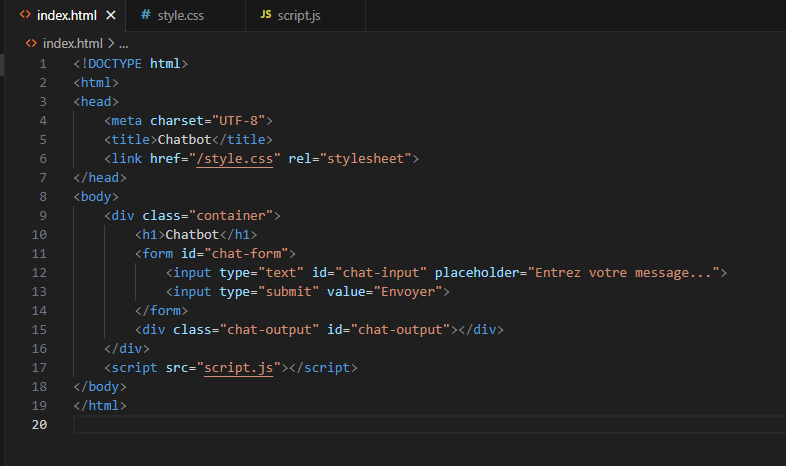 index.html
style.css
JS script.js
index.html > ...
1 <!DOCTYPE html>
2 <html>
3 <head>
4 <meta charset="UTF-8">
5 <title>Chatbot</title>
6 <link href="/style.css" rel="stylesheet">
7 </head>
8 <body>
9 <div class="container">
10 <h1>Chatbot</h1>
11 <form id="chat-form">
12 <input type="text" id="chat-input" placeholder="Entrez votre message...">
13 <input type="submit" value="Envoyer">
14 </form>
15 <div class="chat-output" id="chat-output"></div>
16 </div>
17 <script src="script.js"></script>
18 </body>
19 </html>
20